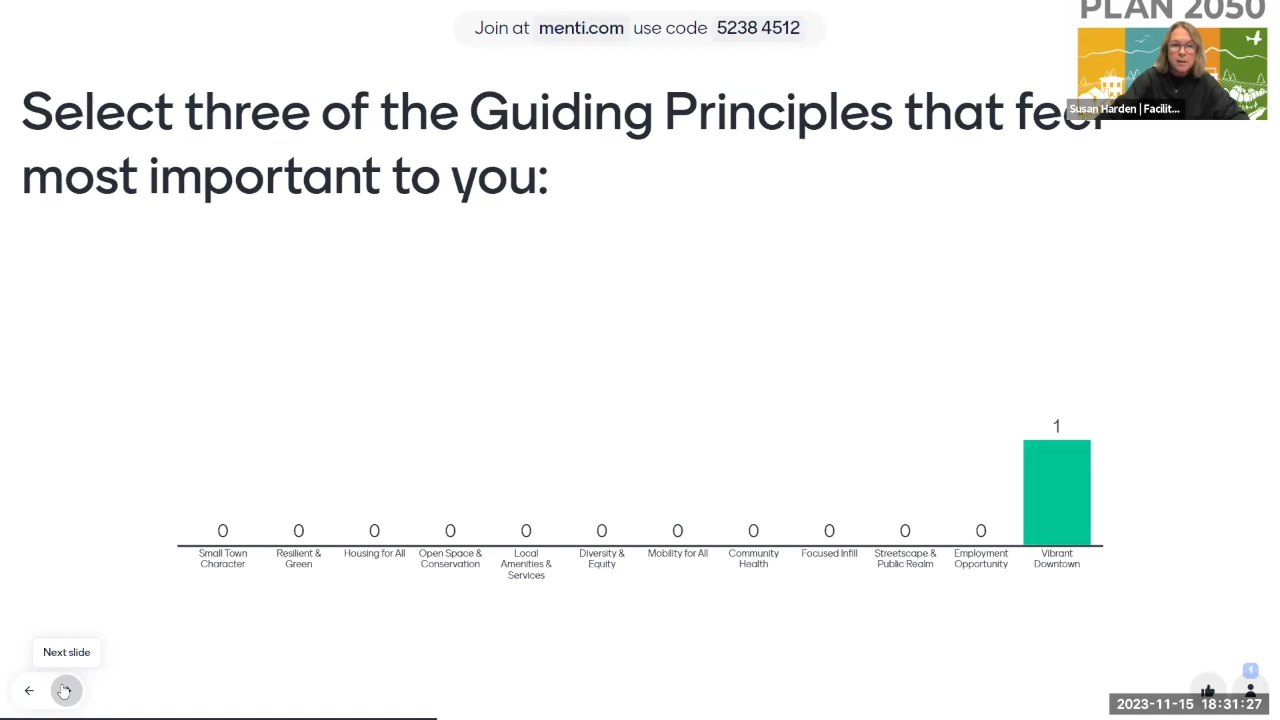 Join at menti.com use code 5238 4512
PLAN 2050
Susan Harden | Facilit...
Select three of the Guiding Principles that feel
most important to you:
1
0 0 0 0 0 0 0 0 0 0 0
Small Town Character
Resilient & Green
Housing for All
Open Space & Conservation
Local Amenities & Services
Diversity & Equity
Mobility for All
Community Health
Focused Infill
Streetscape & Public Realm
Employment Opportunity
Vibrant Downtown
Next slide
1
2023-11-15 18:31:27